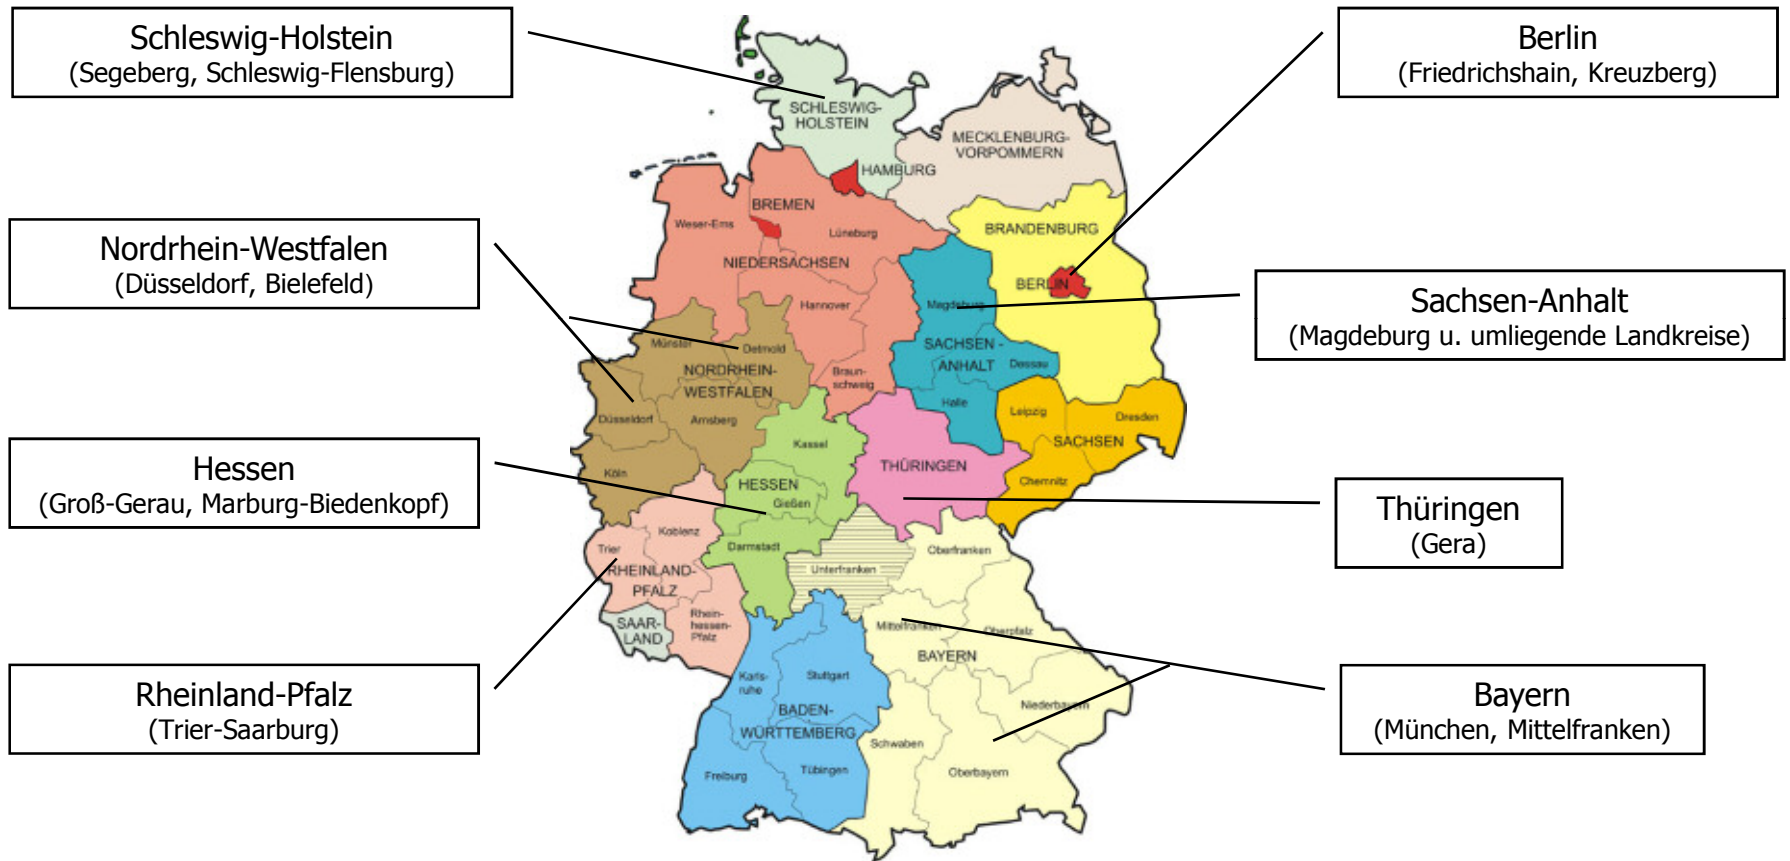 Schleswig-Holstein
(Segeberg, Schleswig-Flensburg)
Nordrhein-Westfalen
(Düsseldorf, Bielefeld)
Hessen
(Groß-Gerau, Marburg-Biedenkopf)
Rheinland-Pfalz
(Trier-Saarburg)
Berlin
(Friedrichshain, Kreuzberg)
Sachsen-Anhalt
(Magdeburg u. umliegende Landkreise)
Thüringen
(Gera)
Bayern
(München, Mittelfranken)
SCHLESWIG-
HOLSTEIN
MECKLENBURG-
VORPOMMERN
HAMBURG
BREMEN
Weser-Ems
Lüneburg
BRANDENBURG
NIEDERSACHSEN
BERLIN
Hannover
Magdeburg
Münster
Detmold
SACHSEN -
ANHALT
Dessau
NORDRHEIN-
WESTFALEN
Braun-
schweig
Halle
Leipzig
Dresden
Düsseldorf
Arnsberg
Kassel
SACHSEN
THÜRINGEN
Köln
HESSEN
Chemnitz
Gießen
Koblenz
Trier
Darmstadt
Oberfranken
RHEINLAND-
PFALZ
Unterfranken
SAAR-
LAND
Rhein-
hessen-
Pfalz
Mittelfranken
Oberpfalz
BAYERN
Karls-
ruhe
Stuttgart
BADEN-
WÜRTTEMBERG
Niederbayern
Schwaben
Freiburg
Tübingen
Oberbayern